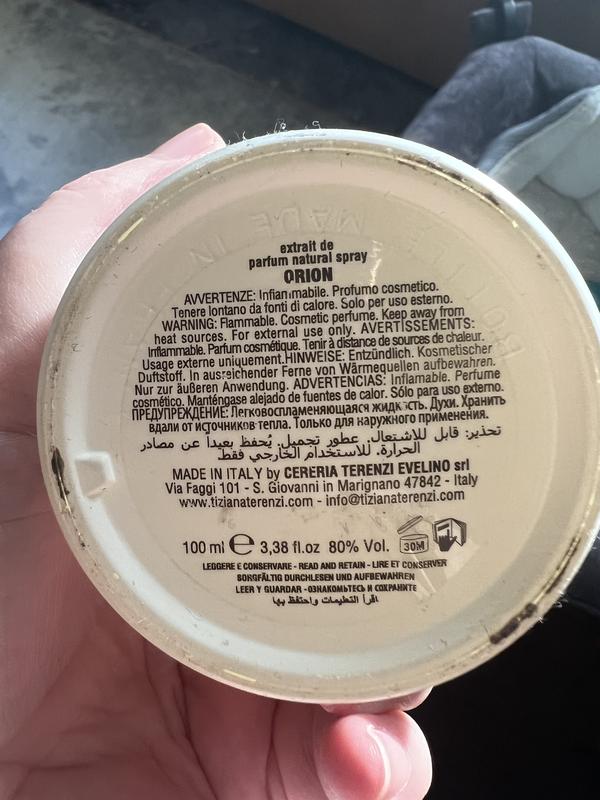 MADE IN
extrait de
parfum natural spray
ORION
AVVERTENZE: Infiammabile. Profumo cosmetico.
Tenere lontano da fonti di calore. Solo per uso esterno.
WARNING: Flammable. Cosmetic perfume. Keep away from
heat sources. For external use only. AVERTISSEMENTS:
Inflammable. Parfum cosmétique. Tenir à distance de sources de chaleur.
Usage externe uniquement.HINWEISE: Entzündlich. Kosmetischer
Duftstoff. In ausreichender Ferne von Wärmequellen aufbewahren.
Nur zur äußeren Anwendung. ADVERTENCIAS: Inflamable. Perfume
cosmético. Manténgase alejado de fuentes de calor. Sólo para uso externo.
ПРЕДУПРЕЖДЕНИЕ: Легковоспламеняющаяся жидкость. Духи. Хранить
вдали от источников тепла. Только для наружного применения.
تحذير: قابل للاشتعال. عطور تجميل. يُحفظ بعيداً عن مصادر
الحرارة. للاستخدام الخارجي فقط
MADE IN ITALY by CERERIA TERENZI EVELINO srl
Via Faggi 101 - S. Giovanni in Marignano 47842 - Italy
www.tizianaterenzi.com - info@tizianaterenzi.com
100 ml ℮ 3,38 fl.oz 80% Vol. 30M
LEGGERE E CONSERVARE - READ AND RETAIN - LIRE ET CONSERVER
SORGFÄLTIG DURCHLESEN UND AUFBEWAHREN
LEER Y GUARDAR - ОЗНАКОМЬТЕСЬ И СОХРАНИТЕ
اقرأ التعليمات واحتفظ بها